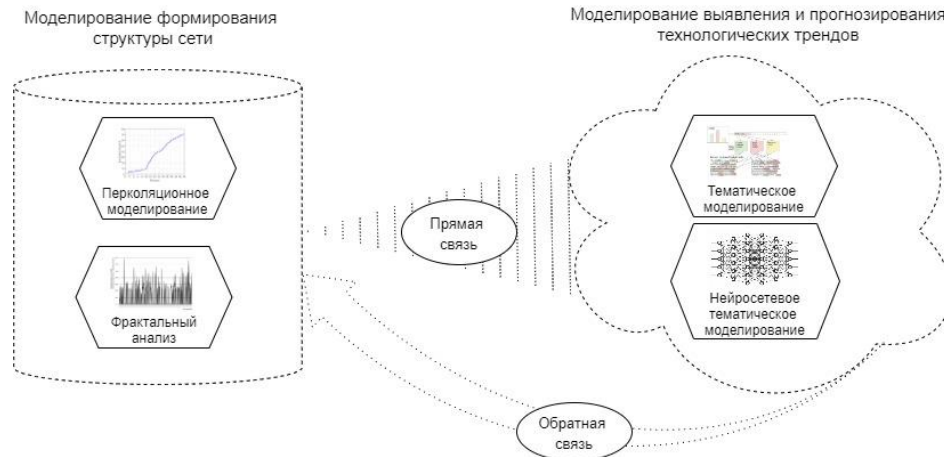 Моделирование формирования
структуры сети
Моделирование выявления и прогнозирования
технологических трендов
Перколяционное
моделирование
Фрактальный
анализ
Прямая
связь
Тематическое
моделирование
Нейросетевое
тематическое
моделирование
Обратная
связь